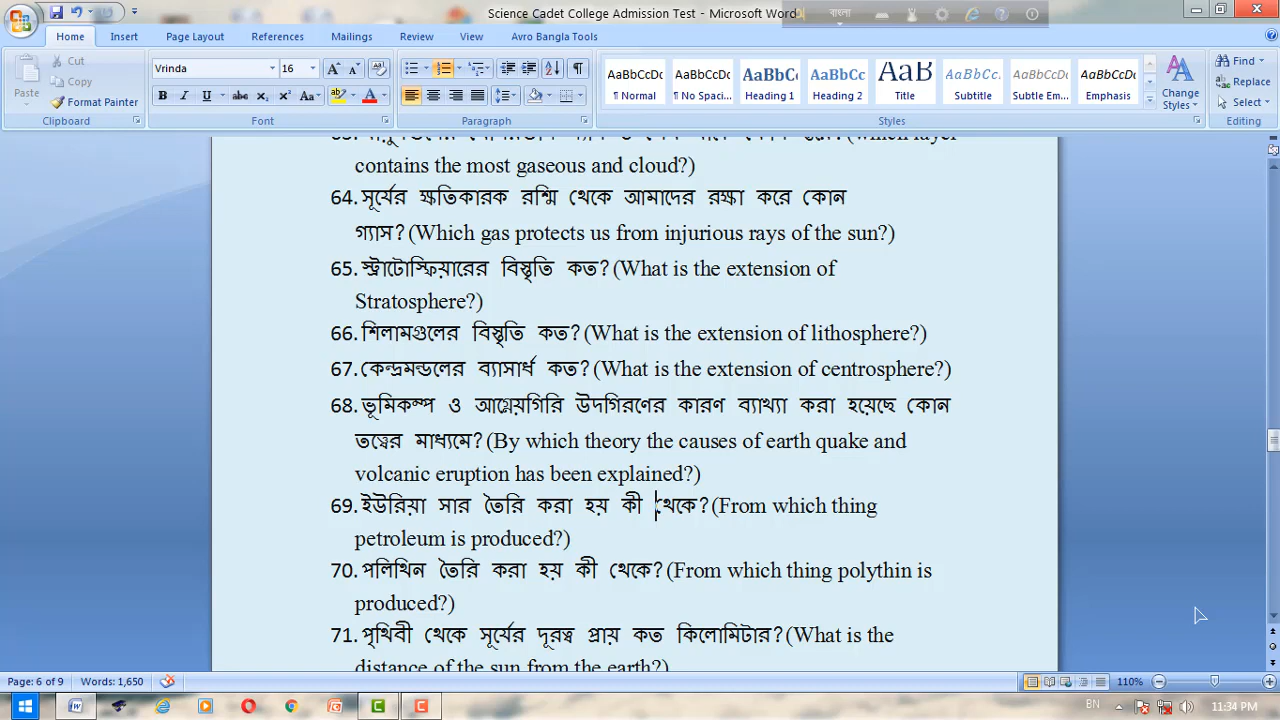 Science Cadet College Admission Test - Microsoft Word
বাংলা
Home Insert Page Layout References Mailings Review View Avro Bangla Tools
Paste Cut Copy Format Painter Clipboard
Vrinda 16 Font
Paragraph
AaBbCcDc ¶ Normal AaBbCcDc ¶ No Spaci... AaBbC Heading 1 AaBbCc Heading 2 AaB Title AaBbCc. Subtitle AaBbCcDc Subtle Em... AaBbCcDc Emphasis Change Styles Styles
Find Replace Select Editing
contains the most gaseous and cloud?)
64. সূর্যের ক্ষতিকারক রশ্মি থেকে আমাদের রক্ষা করে কোন
গ্যাস? (Which gas protects us from injurious rays of the sun?)
65. স্ট্রাটোস্ফিয়ারের বিস্তৃতি কত? (What is the extension of
Stratosphere?)
66. শিলামণ্ডলের বিস্তৃতি কত? (What is the extension of lithosphere?)
67. কেন্দ্রমন্ডলের ব্যাসার্ধ কত? (What is the extension of centrosphere?)
68. ভূমিকম্প ও আগ্নেয়গিরি উদগিরণের কারণ ব্যাখ্যা করা হয়েছে কোন
তত্ত্বের মাধ্যমে? (By which theory the causes of earth quake and
volcanic eruption has been explained?)
69. ইউরিয়া সার তৈরি করা হয় কী থেকে? (From which thing
petroleum is produced?)
70. পলিথিন তৈরি করা হয় কী থেকে? (From which thing polythin is
produced?)
71. পৃথিবী থেকে সূর্যের দূরত্ব প্রায় কত কিলোমিটার? (What is the
distance of the sun from the earth?)
Page: 6 of 9 Words: 1,650 110%
BN 11:34 PM